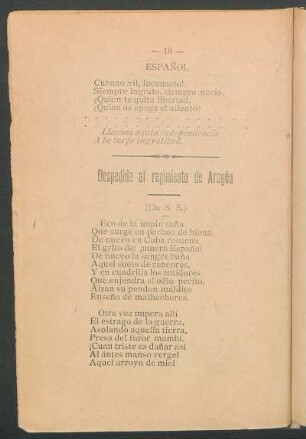 — 18 —
ESPAÑOL
Cubano vil, incensato!
Siempre ingrato, siempre necio.
¿Quien te quita libertad,
¿Quien os apaga el aliento?
Llaman santa independencia
A tu torpe ingratitud.
Despedida al regimiento de Aragón
(De S. S.)
Eco de la impía saña
Que surge en pechos de hiena
De nuevo en Cuba resuena
El grito de: ¡muera España!
De nuevo la sangre baña
Aquel suelo de rencores,
Y en cuadrilla los traidores
Que enjendra el odio pecito,
Alzan su pendon maldito
Enseña de malhechores.
Otra vez impera allí
El estrago de la guerra,
Asolando aquella tierra,
Presa del furor mambí.
¡Cuan triste es dañar así
Al ántes manso vergel
Aquel arroyo de miel